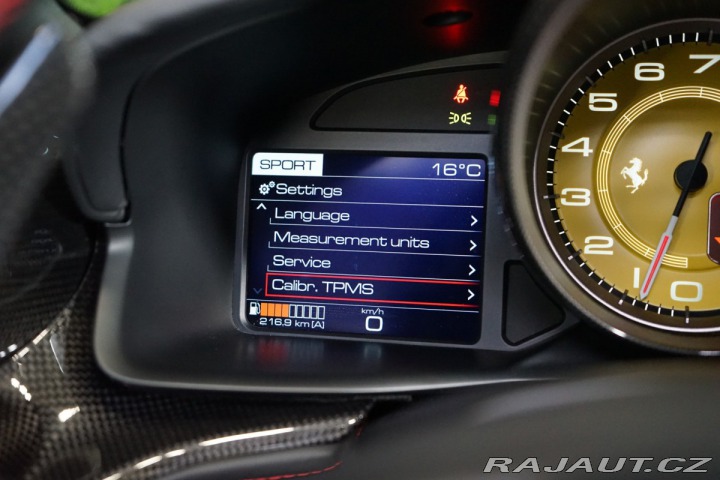 SPORT 16°C
Settings
Language
Measurement units
Service
Calibr. TPMS
km/h
216.9 km [A] 0
7
6
5
4
3
2
1
0
RAJAUT.CZ